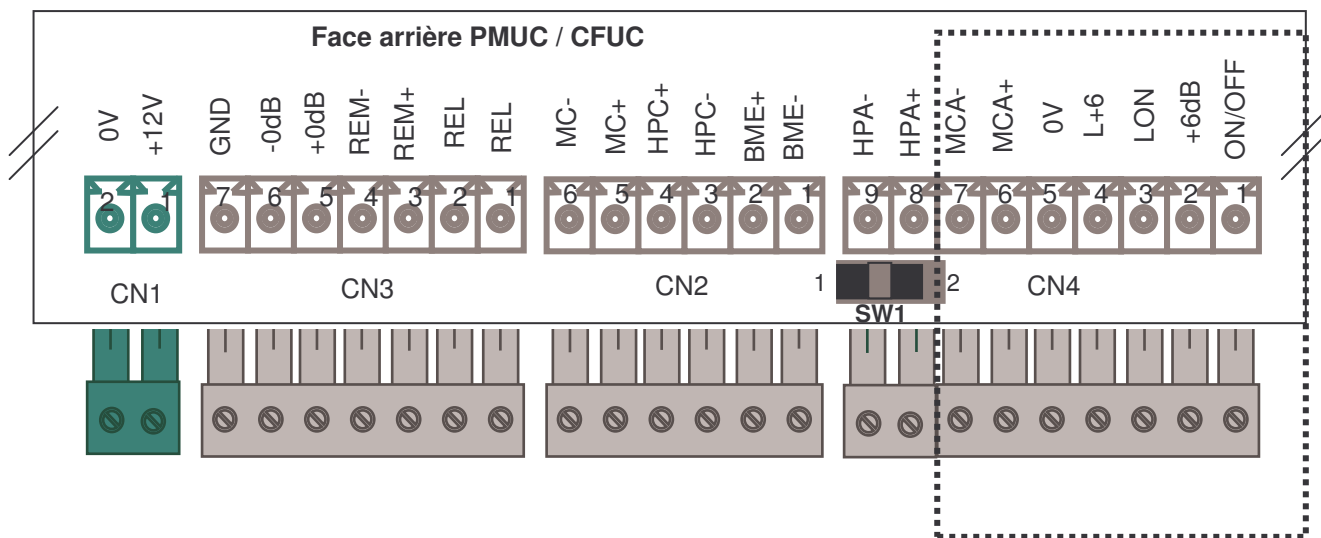 Face arrière PMUC / CFUC
0V +12V GND -0dB +0dB REM- REM+ REL REL MC- MC+ HPC+ HPC- BME+ BME- HPA- HPA+ MCA- MCA+ 0V L+6 LON +6dB ON/OFF
2 1 7 6 5 4 3 2 1 6 5 4 3 2 1 9 8 7 6 5 4 3 2 1
CN1 CN3 CN2 1 2 CN4
SW1